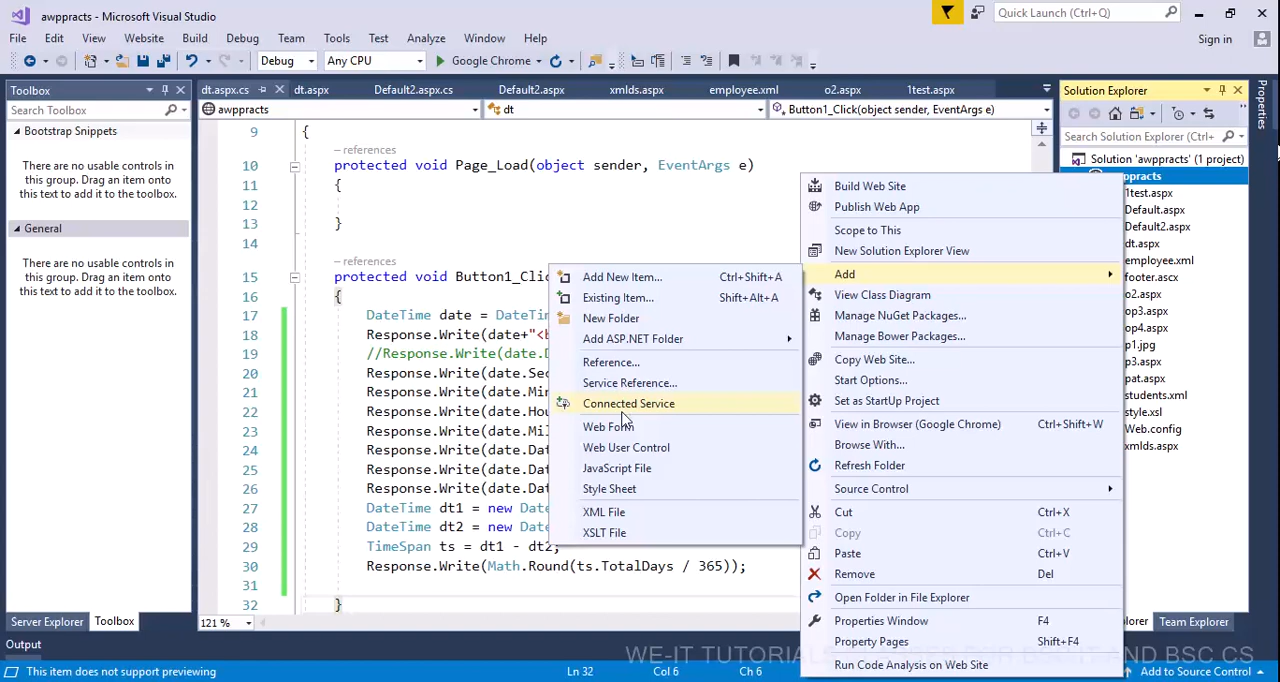 awppracts - Microsoft Visual Studio
Quick Launch (Ctrl+Q)
File Edit View Website Build Debug Team Tools Test Analyze Window Help
Sign in
Debug Any CPU Google Chrome
Toolbox
Search Toolbox
Bootstrap Snippets
There are no usable controls in
this group. Drag an item onto
this text to add it to the toolbox.
General
There are no usable controls in
this group. Drag an item onto
this text to add it to the toolbox.
Server Explorer Toolbox
Output
dt.aspx.cs dt.aspx Default2.aspx.cs Default2.aspx xmlds.aspx employee.xml o2.aspx 1test.aspx
awppracts dt Button1_Click(object sender, EventArgs e)
9 {
– references
10 protected void Page_Load(object sender, EventArgs e)
11 {
12
13 }
14
– references
15 protected void Button1_Clic
16 {
17 DateTime date = DateTim
18 Response.Write(date+"<b
19 //Response.Write(date.D
20 Response.Write(date.Sec
21 Response.Write(date.Min
22 Response.Write(date.Hou
23 Response.Write(date.Mil
24 Response.Write(date.Dat
25 Response.Write(date.Dat
26 Response.Write(date.Dat
27 DateTime dt1 = new Date
28 DateTime dt2 = new Date
29 TimeSpan ts = dt1 - dt2;
30 Response.Write(Math.Round(ts.TotalDays / 365));
31
32 }
121 %
Add New Item... Ctrl+Shift+A
Existing Item... Shift+Alt+A
New Folder
Add ASP.NET Folder
Reference...
Service Reference...
Connected Service
Web Form
Web User Control
JavaScript File
Style Sheet
XML File
XSLT File
Build Web Site
Publish Web App
Scope to This
New Solution Explorer View
Add
View Class Diagram
Manage NuGet Packages...
Manage Bower Packages...
Copy Web Site...
Start Options...
Set as StartUp Project
View in Browser (Google Chrome) Ctrl+Shift+W
Browse With...
Refresh Folder
Source Control
Cut Ctrl+X
Copy Ctrl+C
Paste Ctrl+V
Remove Del
Open Folder in File Explorer
Properties Window F4
Property Pages Shift+F4
Run Code Analysis on Web Site
Solution Explorer
Search Solution Explorer (Ctrl+
Solution 'awppracts' (1 project)
ppracts
1test.aspx
Default.aspx
Default2.aspx
dt.aspx
employee.xml
footer.ascx
o2.aspx
op3.aspx
op4.aspx
p1.jpg
p3.aspx
pat.aspx
students.xml
style.xsl
Web.config
xmlds.aspx
lorer Team Explorer
Properties
This item does not support previewing Ln 32 Col 6 Ch 6 Add to Source Control